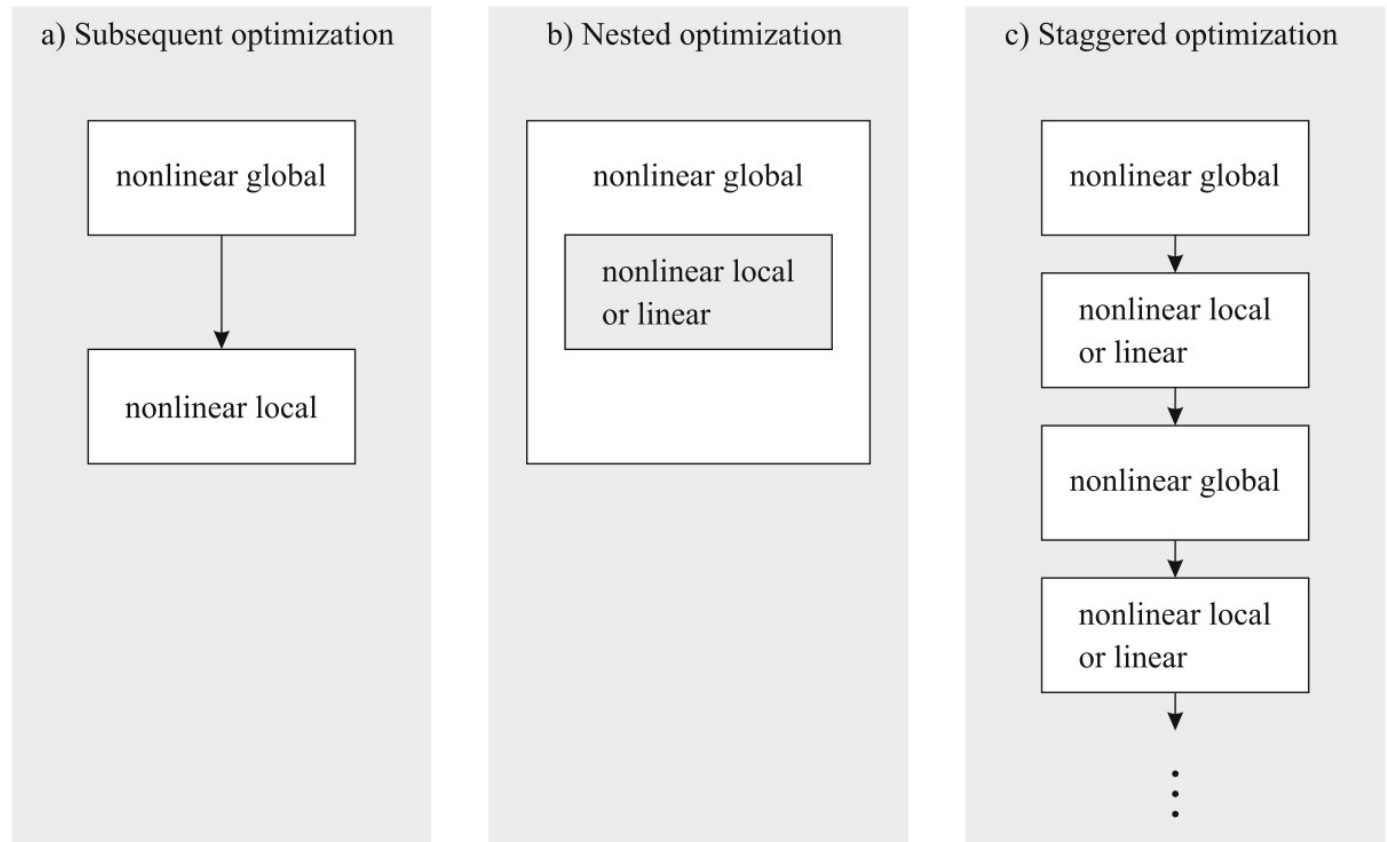 a) Subsequent optimization
nonlinear global
nonlinear local
b) Nested optimization
nonlinear global
nonlinear local
or linear
c) Staggered optimization
nonlinear global
nonlinear local
or linear
nonlinear global
nonlinear local
or linear